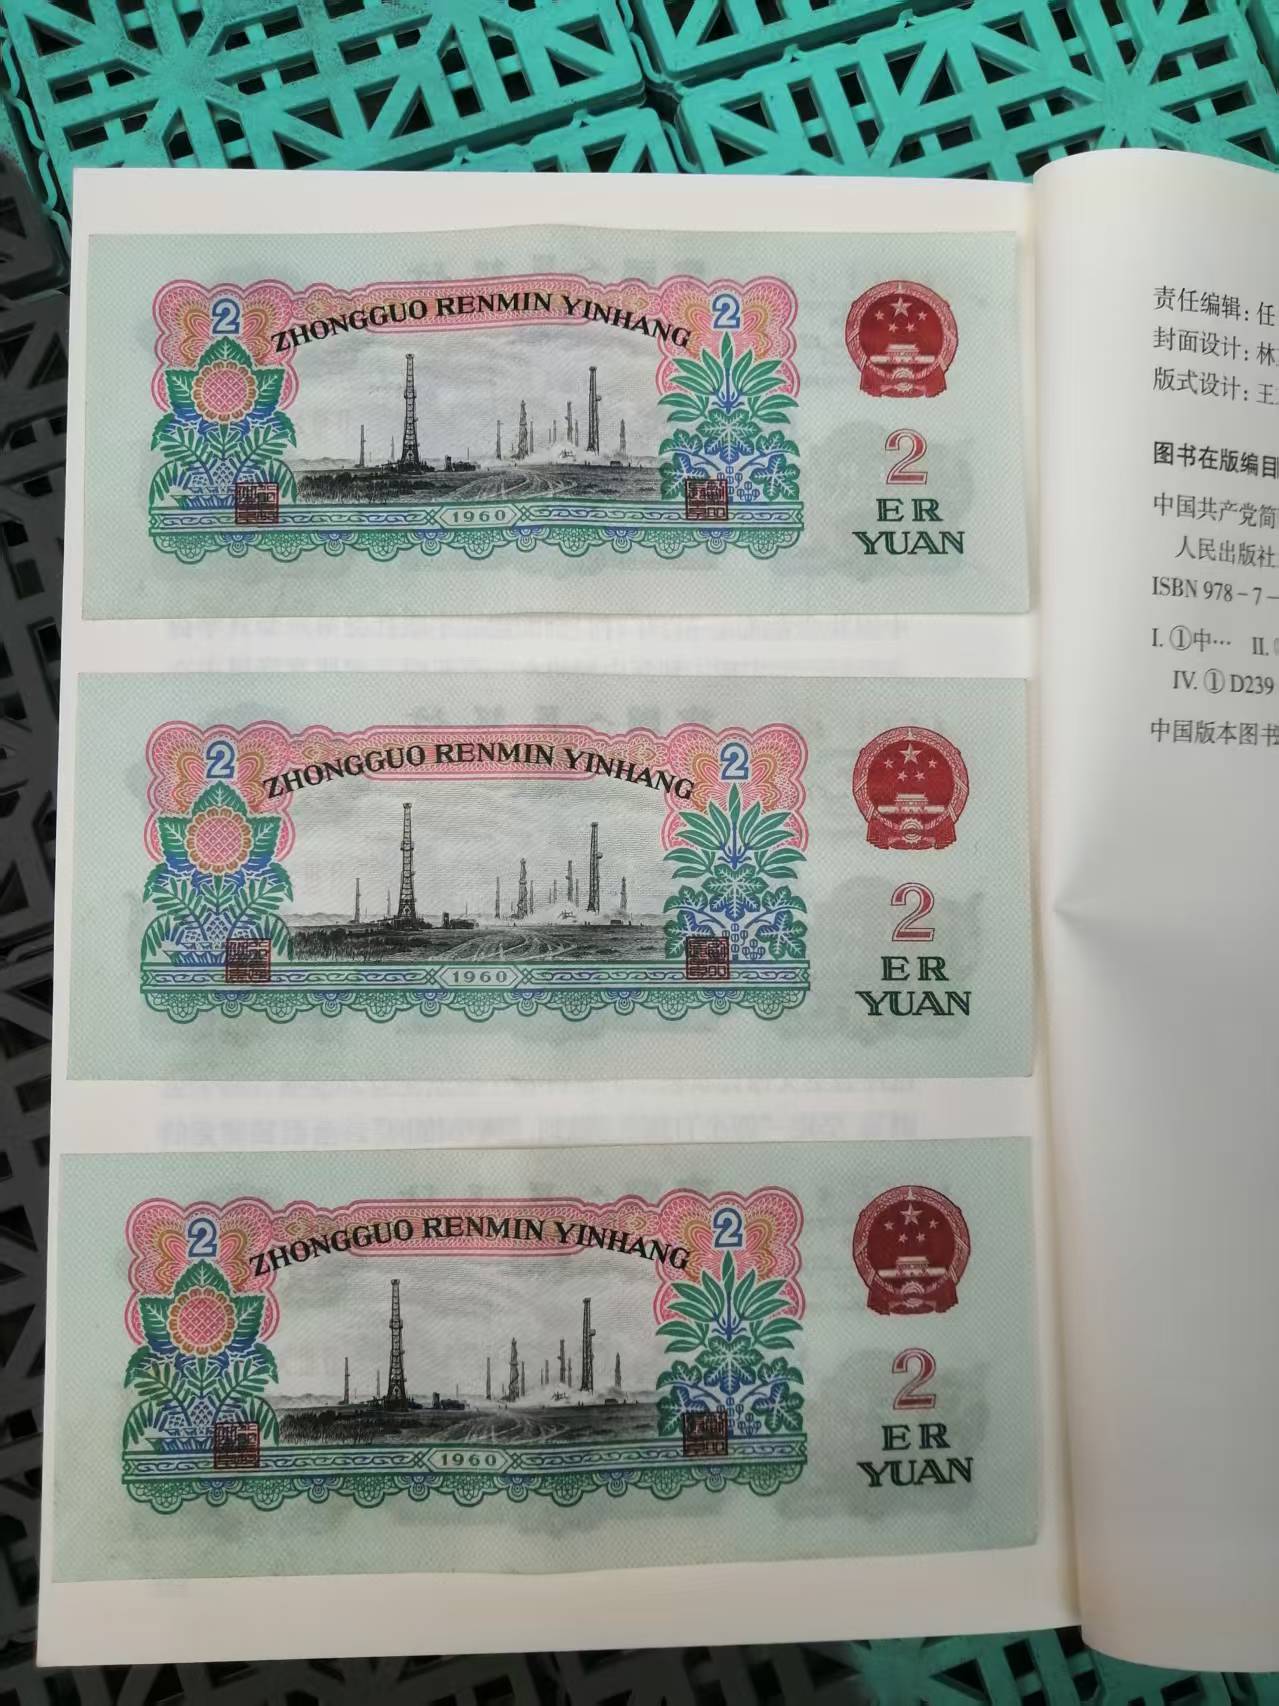 2
ZHONGGUO RENMIN YINHANG
2
1960
2
ER
YUAN
2
ZHONGGUO RENMIN YINHANG
2
1960
2
ER
YUAN
2
ZHONGGUO RENMIN YINHANG
2
1960
2
ER
YUAN
责任编辑：任
封面设计：林
版式设计：王
图书在版编目
中国共产党简
人民出版社
ISBN 978-7-
I. ①中… II.
IV. ① D239
中国版本图书